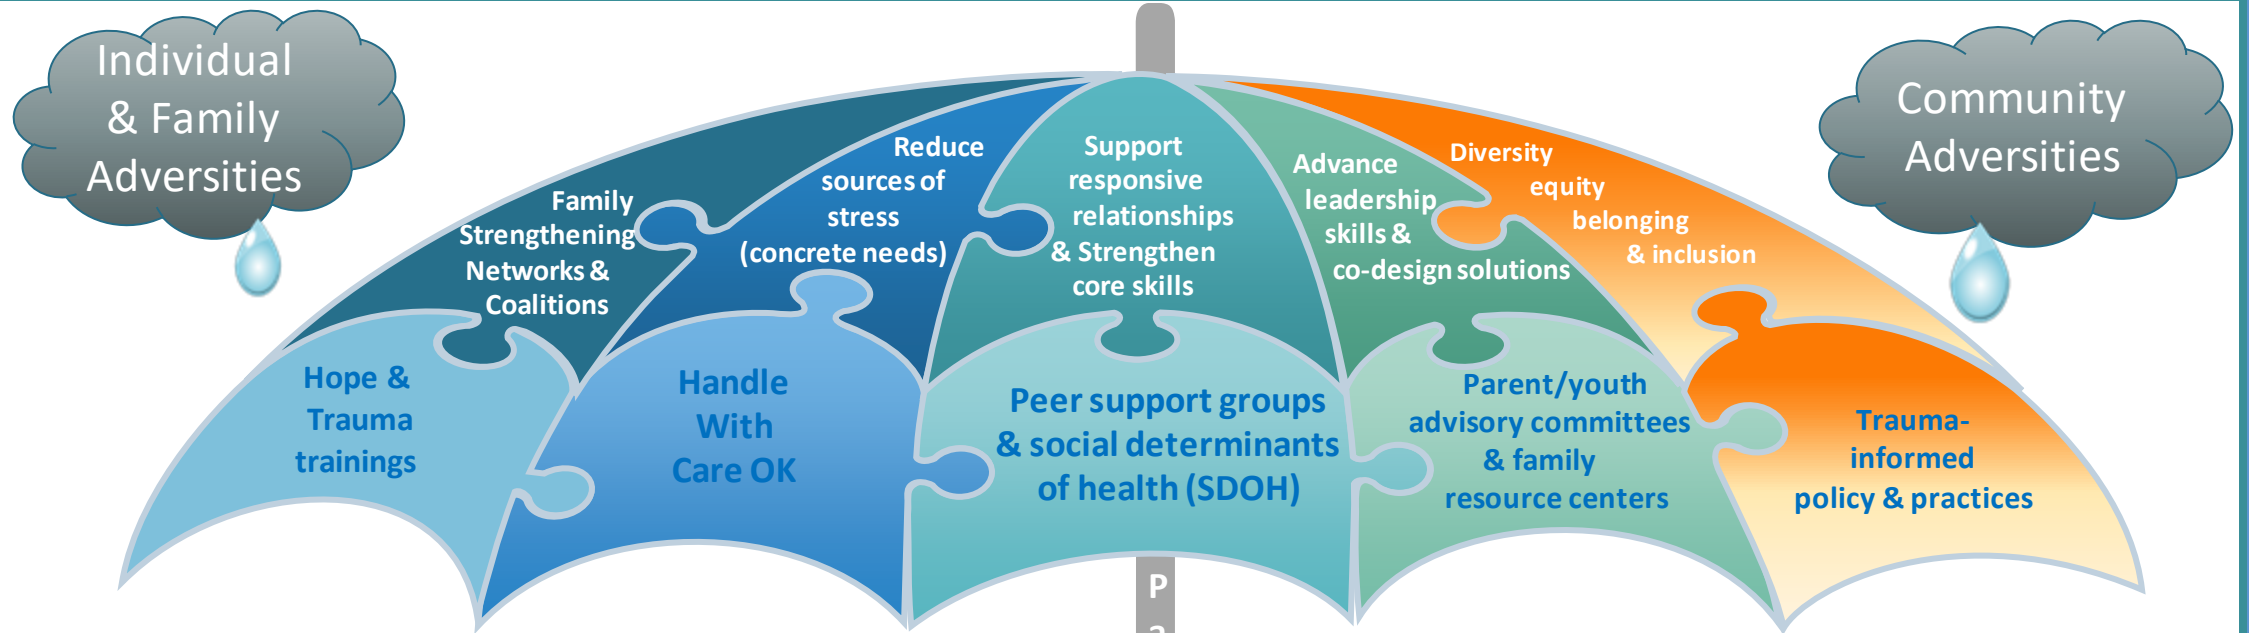 Individual
& Family
Adversities
Community
Adversities
Family
Strengthening
Networks &
Coalitions
Reduce
sources of
stress
(concrete needs)
Support
responsive
relationships
& Strengthen
core skills
Advance
leadership
skills &
co-design solutions
Diversity
equity
belonging
& inclusion
Hope &
Trauma
trainings
Handle
With
Care OK
Peer support groups
& social determinants
of health (SDOH)
Parent/youth
advisory committees
& family
resource centers
Trauma-
informed
policy & practices
P